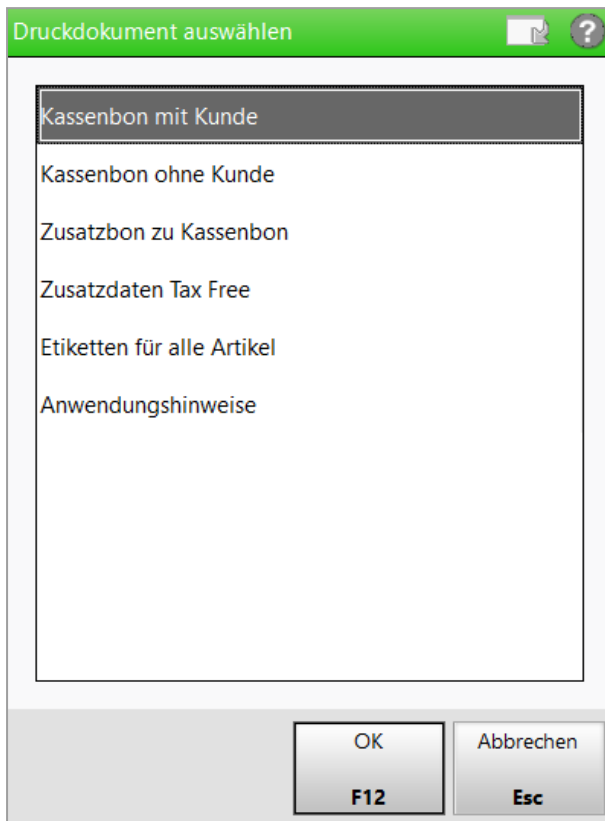 Druckdokument auswählen
?
Kassenbon mit Kunde
Kassenbon ohne Kunde
Zusatzbon zu Kassenbon
Zusatzdaten Tax Free
Etiketten für alle Artikel
Anwendungshinweise
OK
Abbrechen
F12
Esc